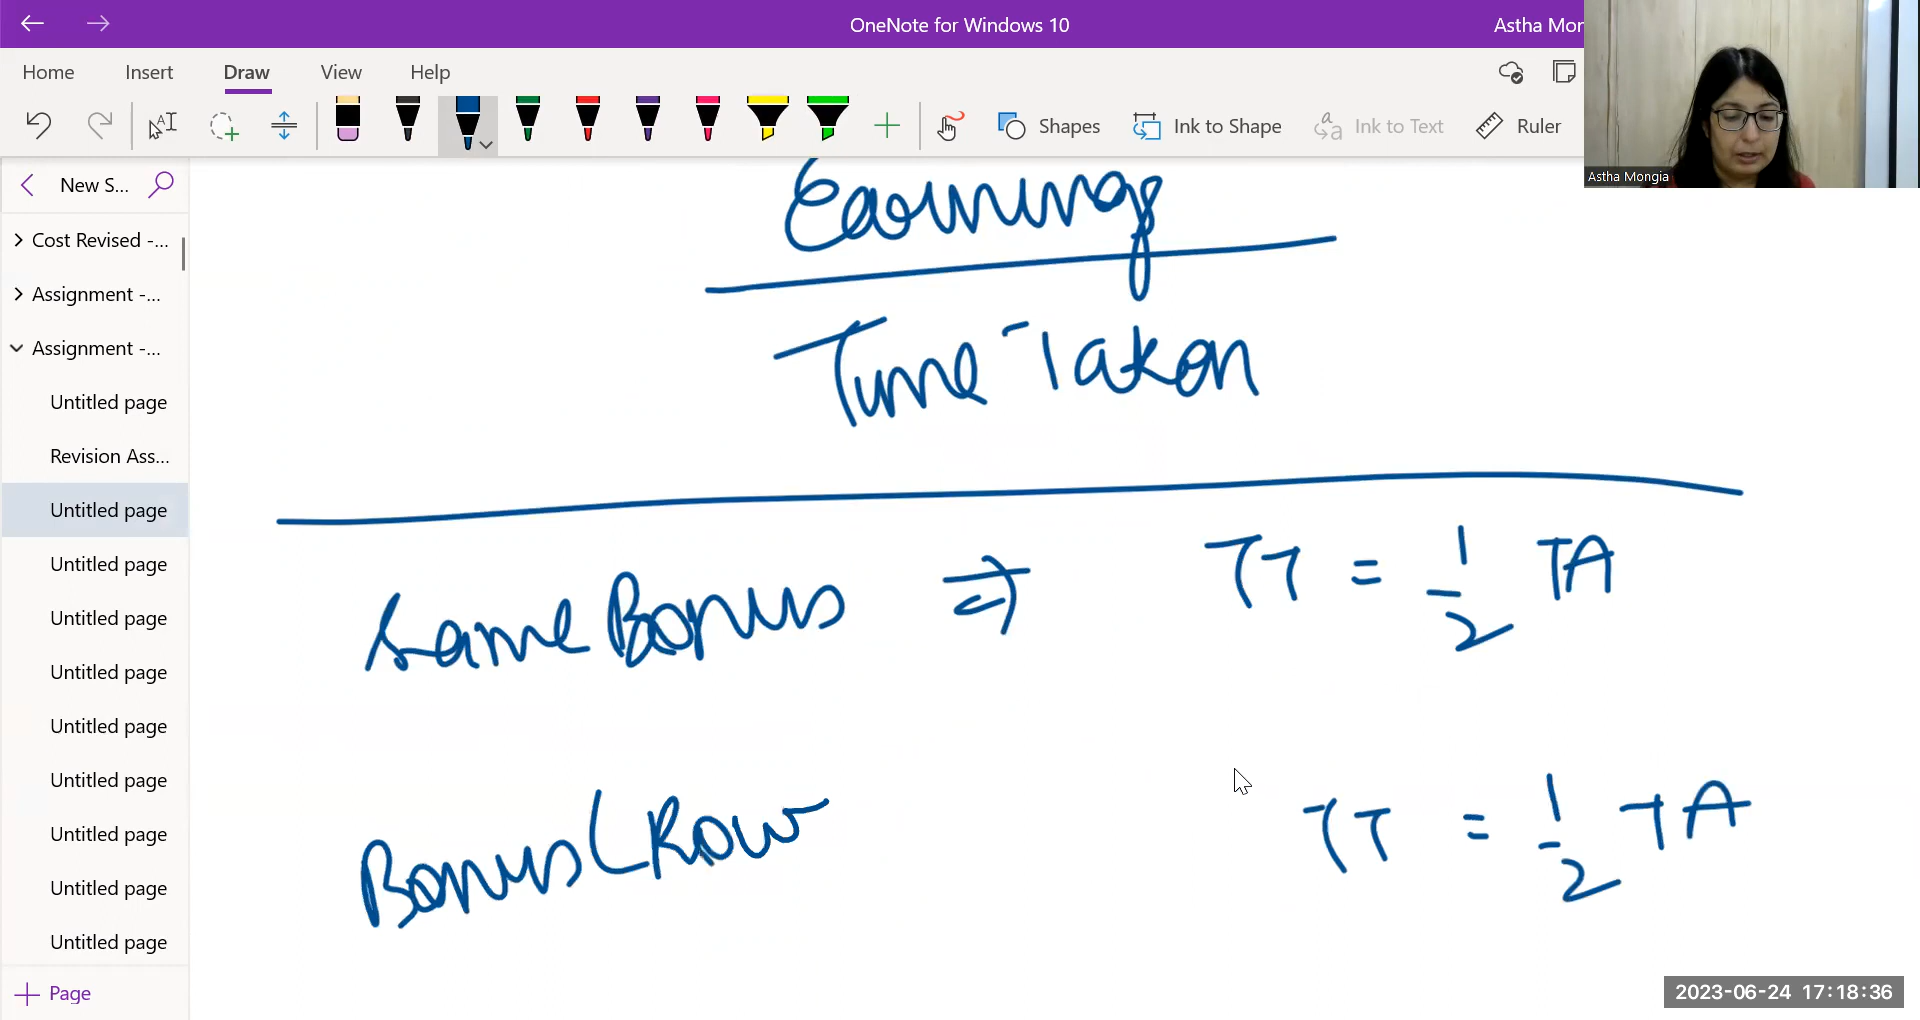 OneNote for Windows 10
Astha Mon
Home Insert Draw View Help
Shapes Ink to Shape Ink to Text Ruler
Astha Mongia
New S...
Cost Revised -...
Assignment -...
Assignment -...
Untitled page
Revision Ass...
Untitled page
Untitled page
Untitled page
Untitled page
Untitled page
Untitled page
Untitled page
Untitled page
Untitled page
Page
Earnings
Time Taken
Same Bonus ⇒ TT = 1/2 TA
Bonus (Row TT = 1/2 TA
2023-06-24 17:18:36